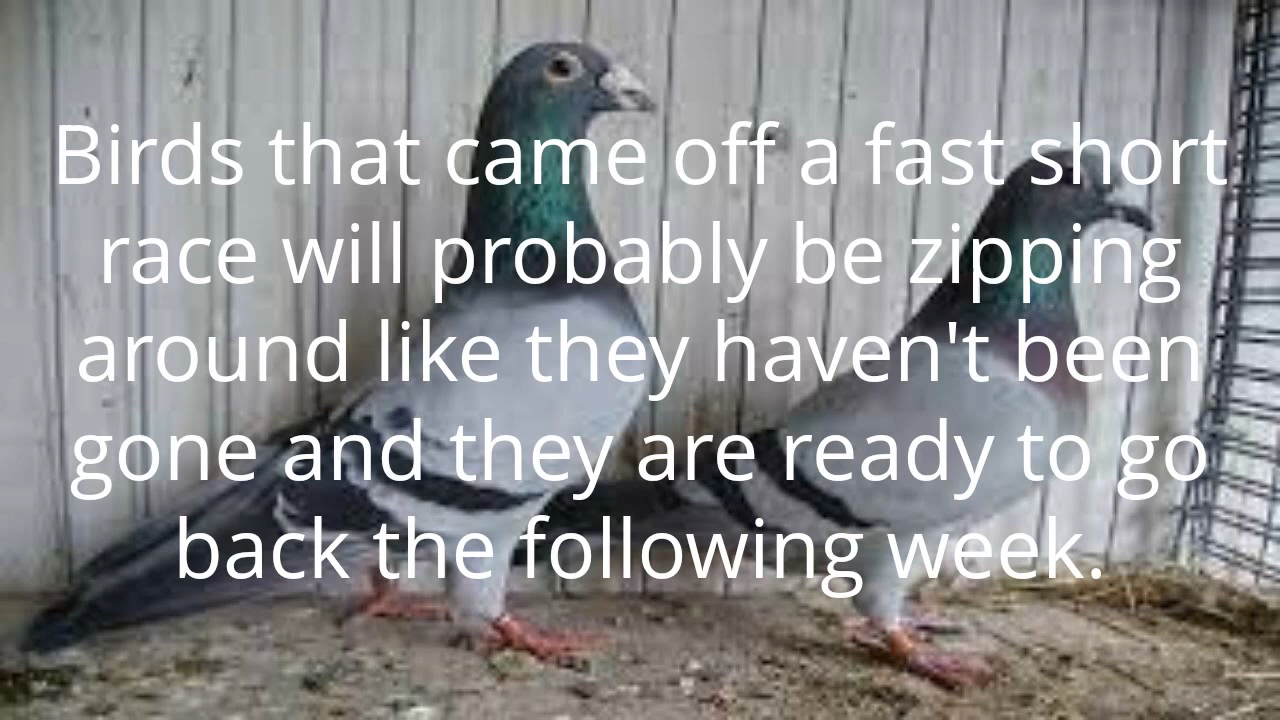 Birds that came off a fast short
race will probably be zipping
around like they haven't been
gone and they are ready to go
back the following week.